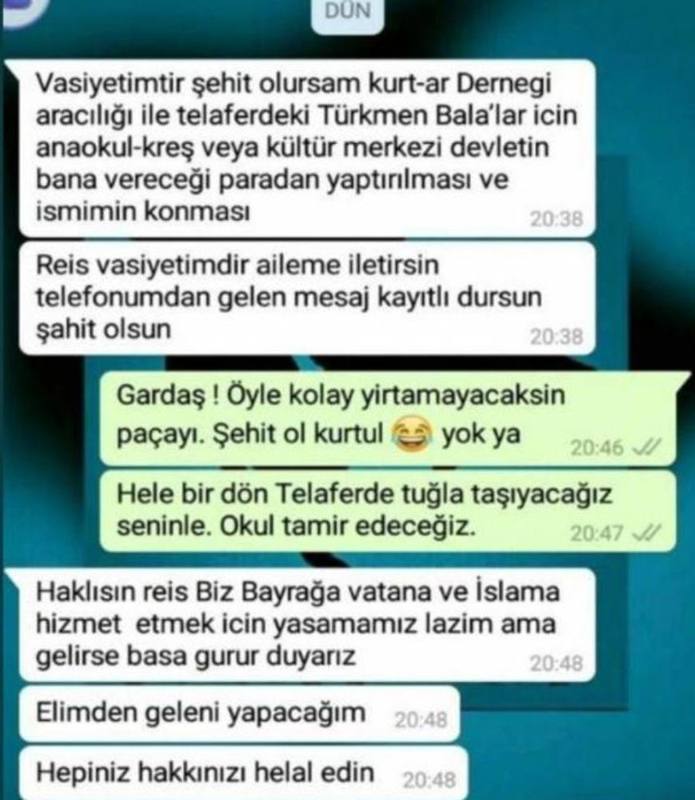 DÜN
Vasiyetimtir şehit olursam kurt-ar Dernegi
aracılığı ile telaferdeki Türkmen Bala'lar icin
anaokul-kreş veya kültür merkezi devletin
bana vereceği paradan yaptırılması ve
ismimin konması
20:38
Reis vasiyetimdir aileme iletirsin
telefonumdan gelen mesaj kayıtlı dursun
şahit olsun
20:38
Gardaş ! Öyle kolay yirtamayacaksin
paçayı. Şehit ol kurtul 😂 yok ya
20:46
Hele bir dön Telaferde tuğla taşıyacağız
seninle. Okul tamir edeceğiz.
20:47
Haklısın reis Biz Bayrağa vatana ve İslama
hizmet etmek icin yasamamız lazim ama
gelirse basa gurur duyarız
20:48
Elimden geleni yapacağım 20:48
Hepiniz hakkınızı helal edin 20:48